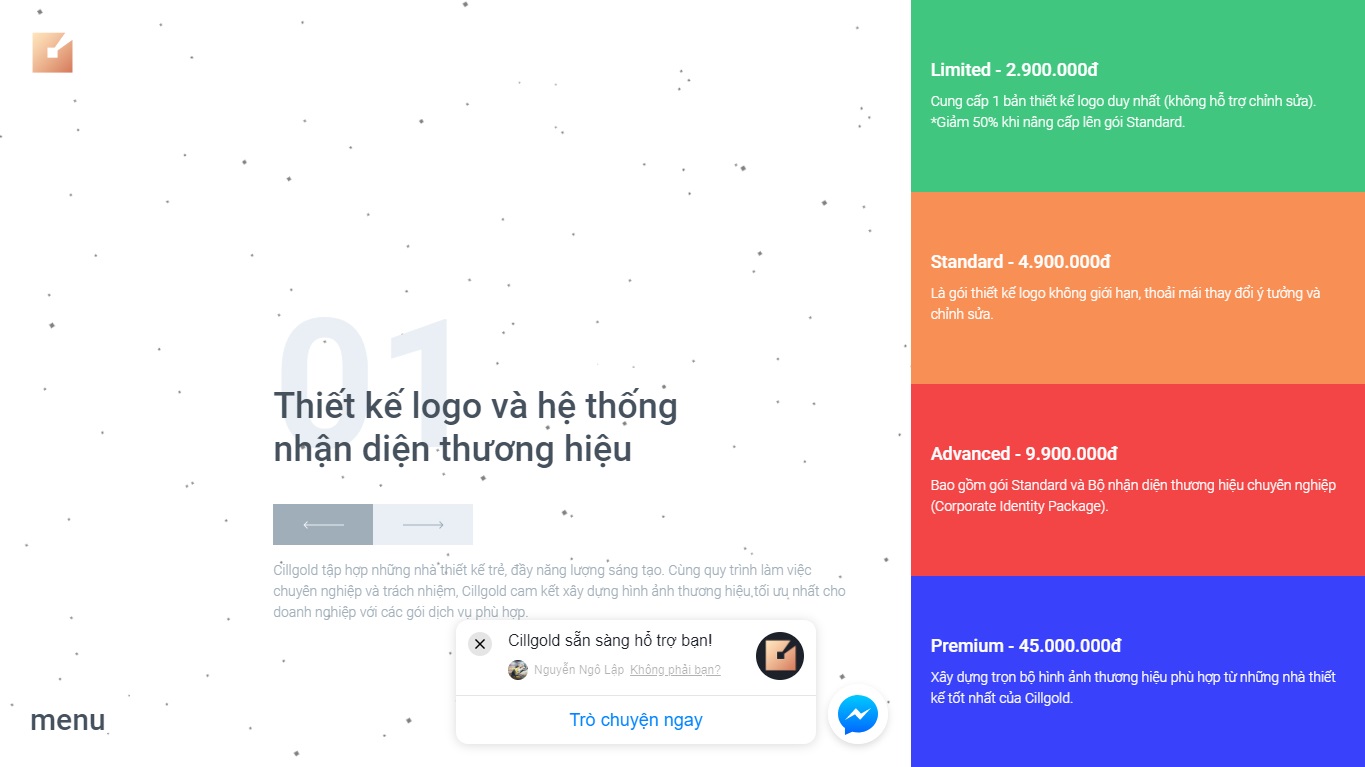 01
Thiết kế logo và hệ thống
nhận diện thương hiệu
Cillgold tập hợp những nhà thiết kế trẻ, đầy năng lượng sáng tạo. Cùng quy trình làm việc
chuyên nghiệp và trách nhiệm, Cillgold cam kết xây dựng hình ảnh thương hiệu,tối ưu nhất cho
doanh nghiệp với các gói dịch vụ phù hợp.
Cillgold sẵn sàng hỗ trợ bạn!
Nguyễn Ngô Lập Không phải bạn?
Trò chuyện ngay
menu
Limited - 2.900.000đ
Cung cấp 1 bản thiết kế logo duy nhất (không hỗ trợ chỉnh sửa).
*Giảm 50% khi nâng cấp lên gói Standard.
Standard - 4.900.000đ
Là gói thiết kế logo không giới hạn, thoải mái thay đổi ý tưởng và
chỉnh sửa.
Advanced - 9.900.000đ
Bao gồm gói Standard và Bộ nhận diện thương hiệu chuyên nghiệp
(Corporate Identity Package).
Premium - 45.000.000đ
Xây dựng trọn bộ hình ảnh thương hiệu phù hợp từ những nhà thiết
kế tốt nhất của Cillgold.